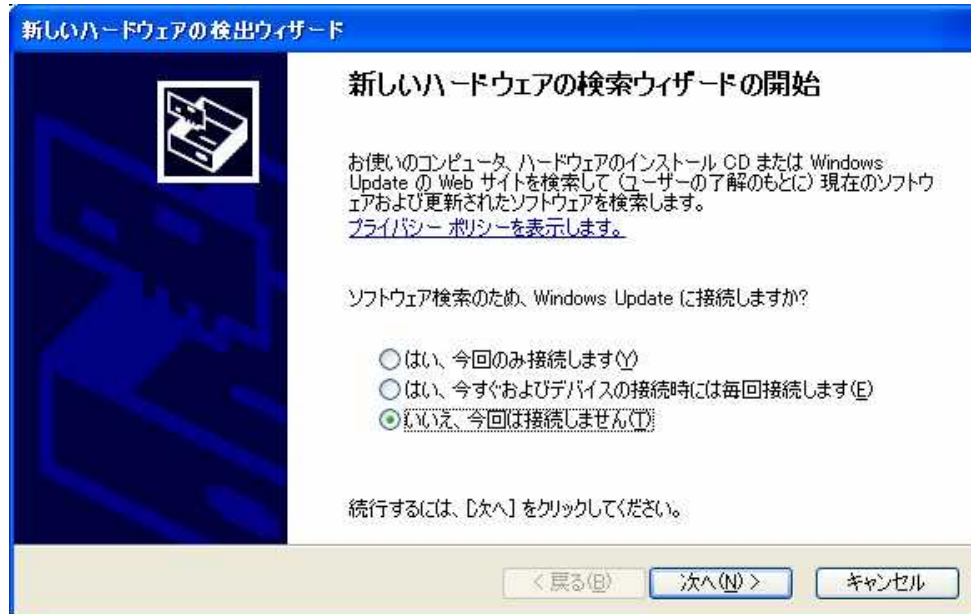 新しいハードウェアの検出ウィザード
新しいハードウェアの検索ウィザードの開始
お使いのコンピュータ、ハードウェアのインストール CD または Windows
Update の Web サイトを検索して (ユーザーの了解のもとに) 現在のソフトウ
ェアおよび更新されたソフトウェアを検索します。
プライバシー ポリシーを表示します。
ソフトウェア検索のため、Windows Update に接続しますか?
はい、今回のみ接続します(Y)
はい、今すぐおよびデバイスの接続時には毎回接続します(E)
いいえ、今回は接続しません(T)
続行するには、[次へ] をクリックしてください。
< 戻る(B)
次へ(N) >
キャンセル